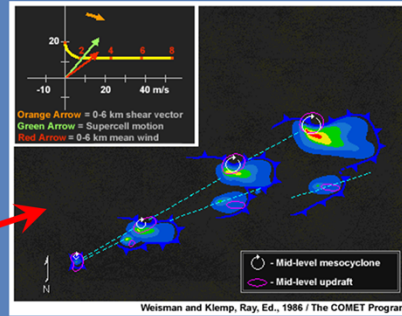 20
2 4 6 8
-10 20 40 m/s
Orange Arrow = 0-6 km shear vector
Green Arrow = Supercell motion
Red Arrow = 0-6 km mean wind
N
- Mid-level mesocyclone
- Mid-level updraft
Weisman and Klemp, Ray, Ed., 1986 / The COMET Program